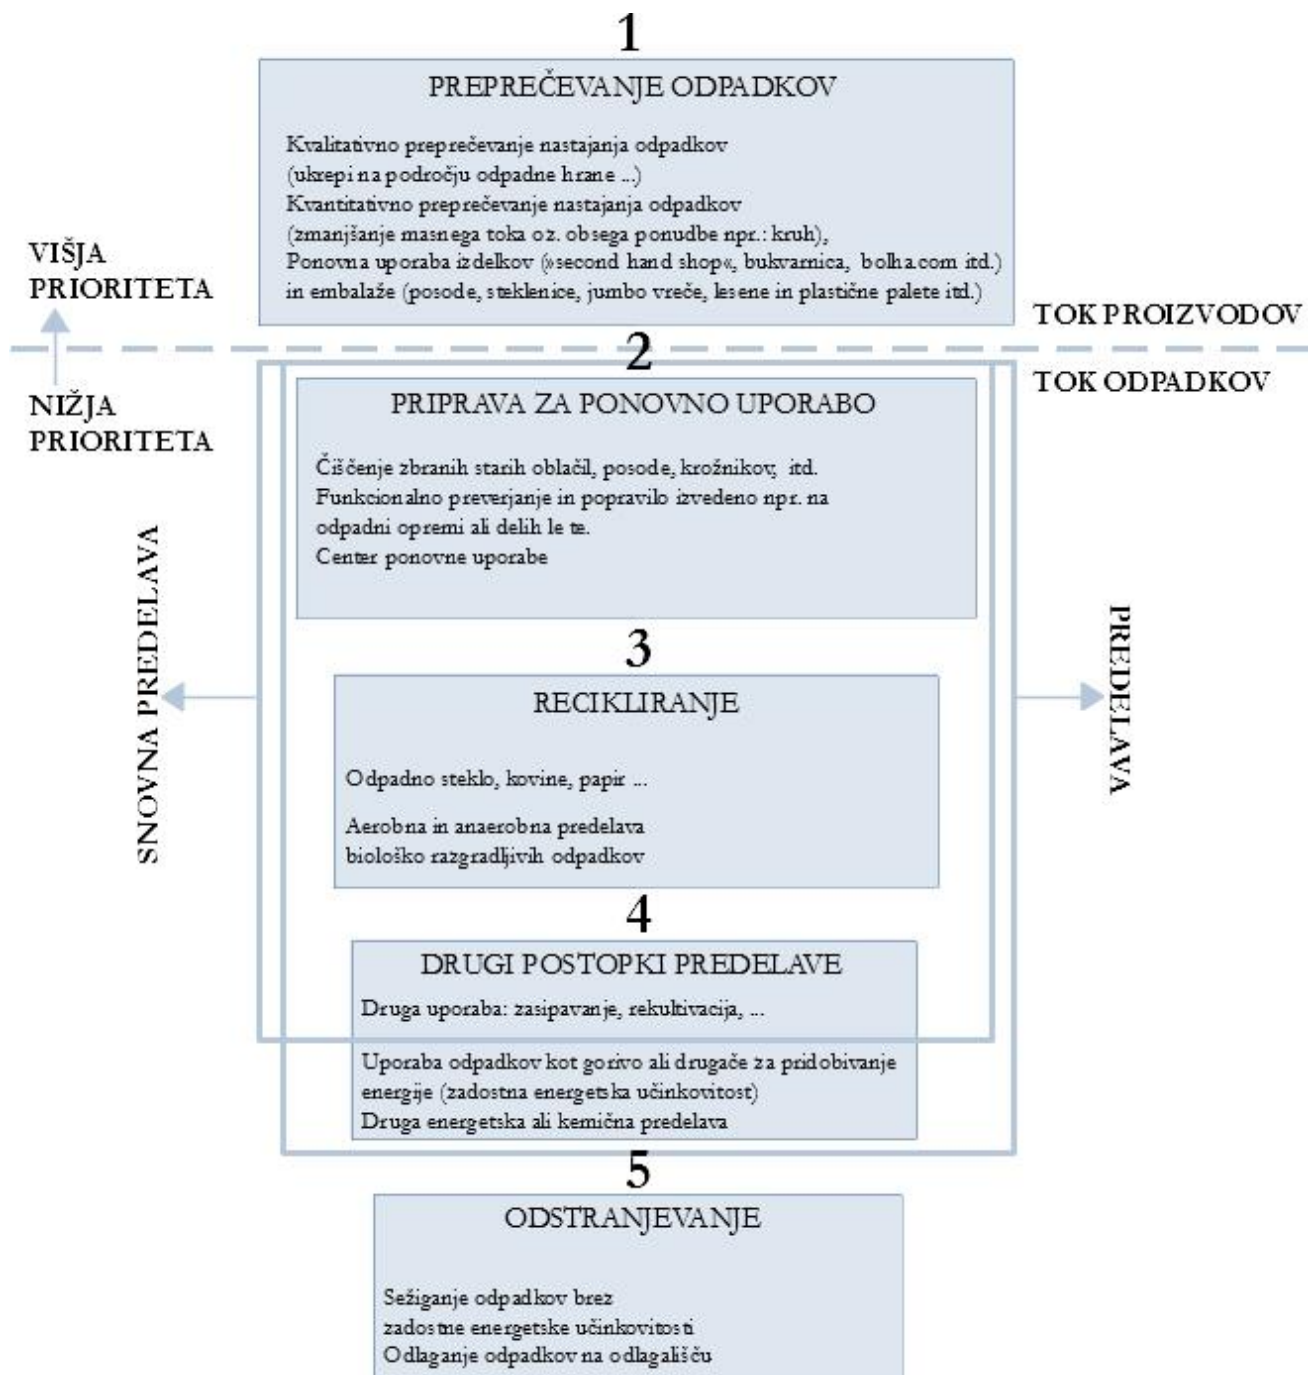 1
PREPREČEVANJE ODPADKOV
Kvalitativno preprečevanje nastajanja odpadkov
(ukrepi na področju odpadne hrane ...)
Kvantitativno preprečevanje nastajanja odpadkov
(zmanjšanje masnega toka oz. obsega ponudbe npr.: kruh),
Ponovna uporaba izdelkov (»second hand shop«, bukvarnica, bolha.com itd.)
in embalaže (posode, steklenice, jumbo vreče, lesene in plastične palete itd.)
VIŠJA
PRIORITETA
TOK PROIZVODOV
2
TOK ODPADKOV
NIŽJA
PRIORITETA
PRIPRAVA ZA PONOVNO UPORABO
Čiščenje zbranih starih oblačil, posode, krožnikov, itd.
Funkcionalno preverjanje in popravilo izvedeno npr. na
odpadni opremi ali delih le te.
Center ponovne uporabe
SNOVNA PREDELAVA
PREDELAVA
3
RECIKLIRANJE
Odpadno steklo, kovine, papir ...
Aerobna in anaerobna predelava
biološko razgradljivih odpadkov
4
DRUGI POSTOPKI PREDELAVE
Druga uporaba: zasipavanje, rekultivacija, ...
Uporaba odpadkov kot gorivo ali drugače za pridobivanje
energije (zadostna energetska učinkovitost)
Druga energetska ali kemična predelava
5
ODSTRANJEVANJE
Sežiganje odpadkov brez
zadostne energetske učinkovitosti
Odlaganje odpadkov na odlagališču